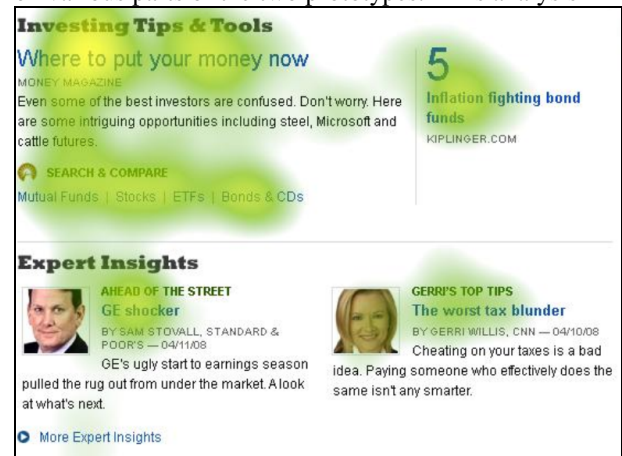 Investing Tips & Tools
Where to put your money now
MONEY MAGAZINE
Even some of the best investors are confused. Don't worry. Here
are some intriguing opportunities including steel, Microsoft and
cattle futures.
SEARCH & COMPARE
Mutual Funds | Stocks | ETFs | Bonds & CDs
5
Inflation fighting bond
funds
KIPLINGER.COM
Expert Insights
AHEAD OF THE STREET
GE shocker
BY SAM STOVALL, STANDARD &
POOR'S — 04/11/08
GE's ugly start to earnings season
pulled the rug out from under the market. A look
at what's next.
GERRI'S TOP TIPS
The worst tax blunder
BY GERRI WILLIS, CNN — 04/10/08
Cheating on your taxes is a bad
idea. Paying someone who effectively does the
same isn't any smarter.
More Expert Insights